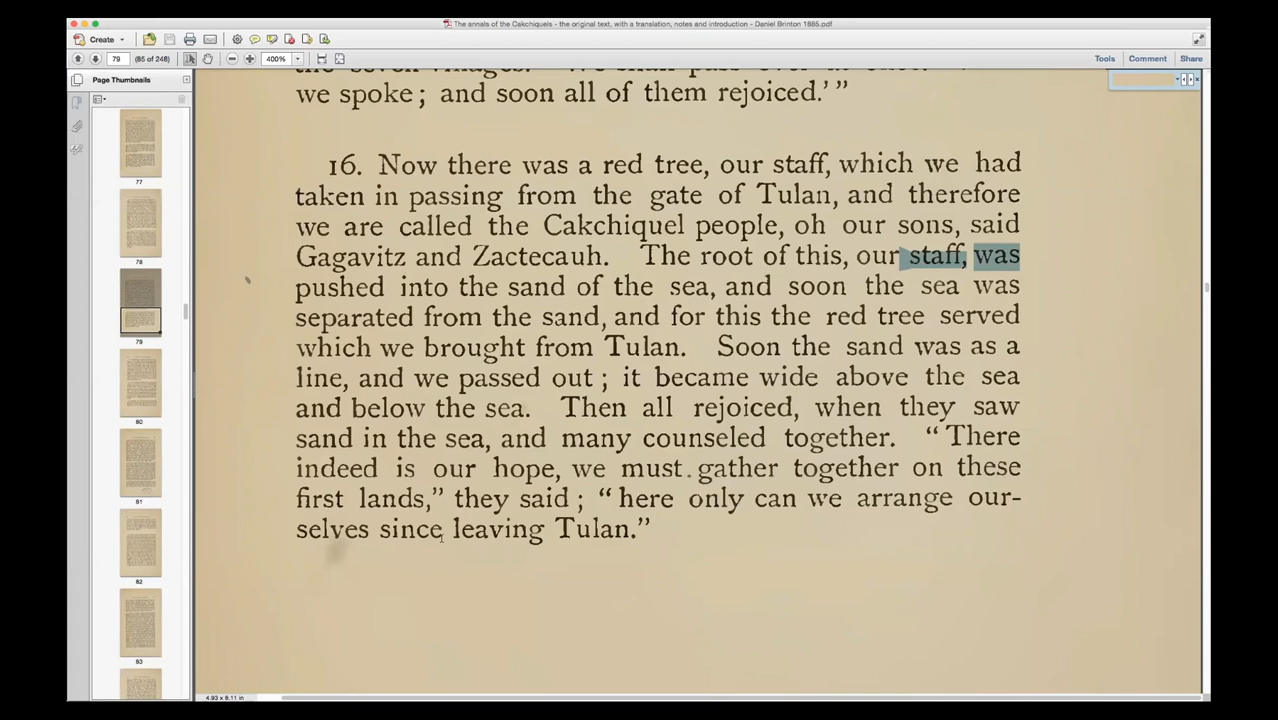 The annals of the Cakchiquels - the original text, with a translation, notes and introduction - Daniel Brinton 1885.pdf
Create
79 (85 of 248) 400% Tools Comment Share
Page Thumbnails
we spoke; and soon all of them rejoiced.’”
16. Now there was a red tree, our staff, which we had
taken in passing from the gate of Tulan, and therefore
we are called the Cakchiquel people, oh our sons, said
Gagavitz and Zactecauh. The root of this, our staff, was
pushed into the sand of the sea, and soon the sea was
separated from the sand, and for this the red tree served
which we brought from Tulan. Soon the sand was as a
line, and we passed out; it became wide above the sea
and below the sea. Then all rejoiced, when they saw
sand in the sea, and many counseled together. “There
indeed is our hope, we must gather together on these
first lands,” they said; “here only can we arrange our-
selves since leaving Tulan.”
77
78
79
80
81
82
83
4.93 x 8.11 in